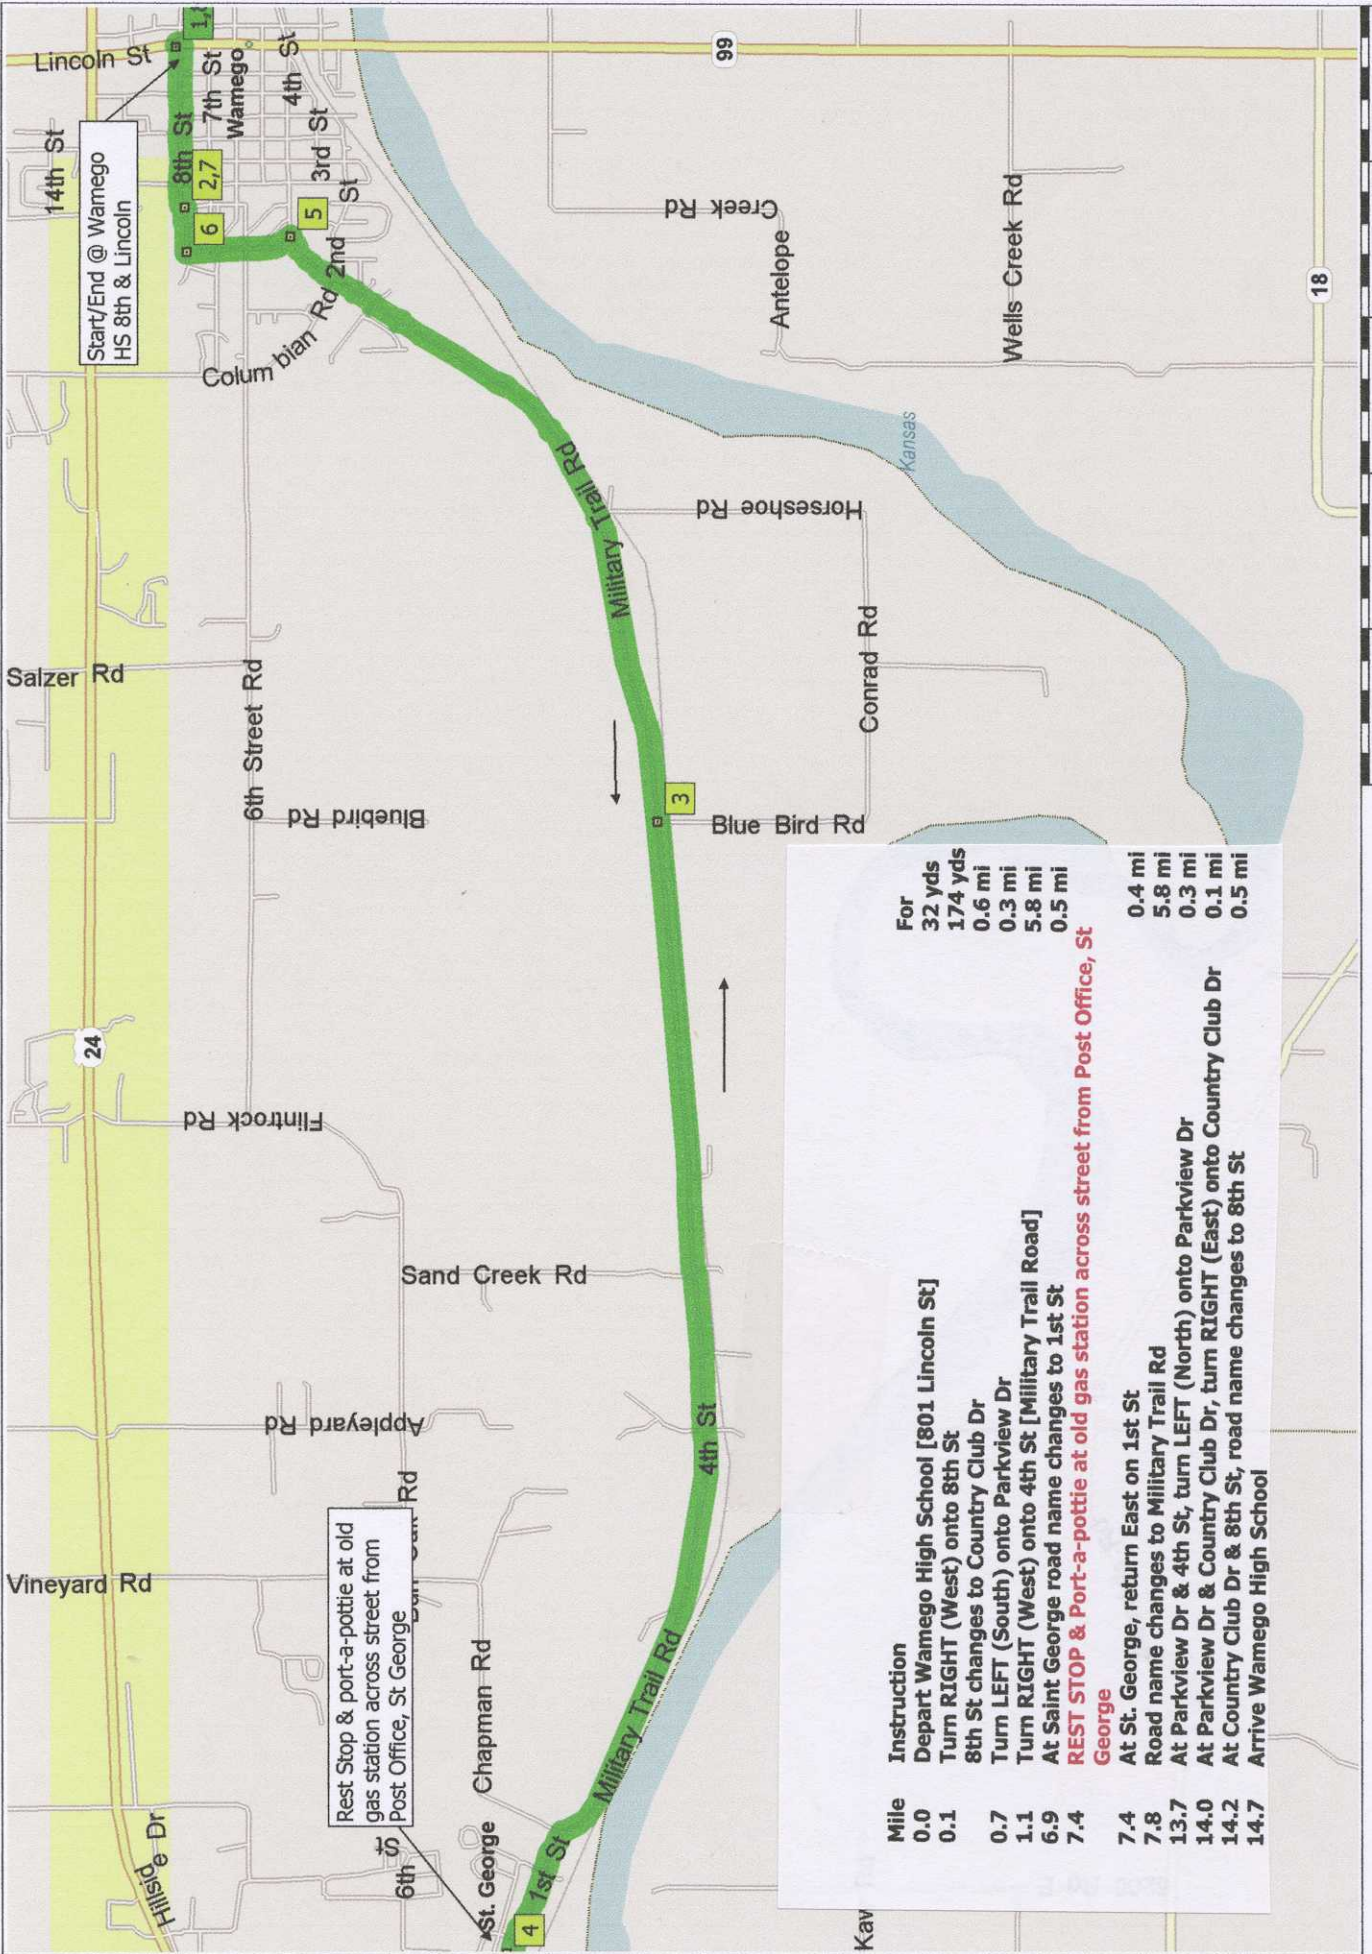 Lincoln St
14th St
8th St
7th St
Wamego
4th St
3rd St
2nd St
Start/End @ Wamego
HS 8th & Lincoln
2,7
6
5
Columbian Rd
99
Creek Rd
Antelope
Wells Creek Rd
18
Kansas
Military Trail Rd
Horseshoe Rd
Conrad Rd
Salzer Rd
6th Street Rd
Bluebird Rd
3
Blue Bird Rd
24
Flintrock Rd
Sand Creek Rd
Appleyard Rd
4th St
Vineyard Rd
Rd
Rest Stop & port-a-pottie at old
gas station across street from
Post Office, St George
Chapman Rd
Military Trail Rd
Hillside Dr
6th St
St. George
1st St
4
Kaw
Mile Instruction For
0.0 Depart Wamego High School [801 Lincoln St] 32 yds
0.1 Turn RIGHT (West) onto 8th St 174 yds
8th St changes to Country Club Dr 0.6 mi
0.7 Turn LEFT (South) onto Parkview Dr 0.3 mi
1.1 Turn RIGHT (West) onto 4th St [Military Trail Road] 5.8 mi
6.9 At Saint George road name changes to 1st St 0.5 mi
7.4 REST STOP & Port-a-pottie at old gas station across street from Post Office, St
George
7.4 At St. George, return East on 1st St 0.4 mi
7.8 Road name changes to Military Trail Rd 5.8 mi
13.7 At Parkview Dr & 4th St, turn LEFT (North) onto Parkview Dr 0.3 mi
14.0 At Parkview Dr & Country Club Dr, turn RIGHT (East) onto Country Club Dr 0.1 mi
14.2 At Country Club Dr & 8th St, road name changes to 8th St 0.5 mi
14.7 Arrive Wamego High School